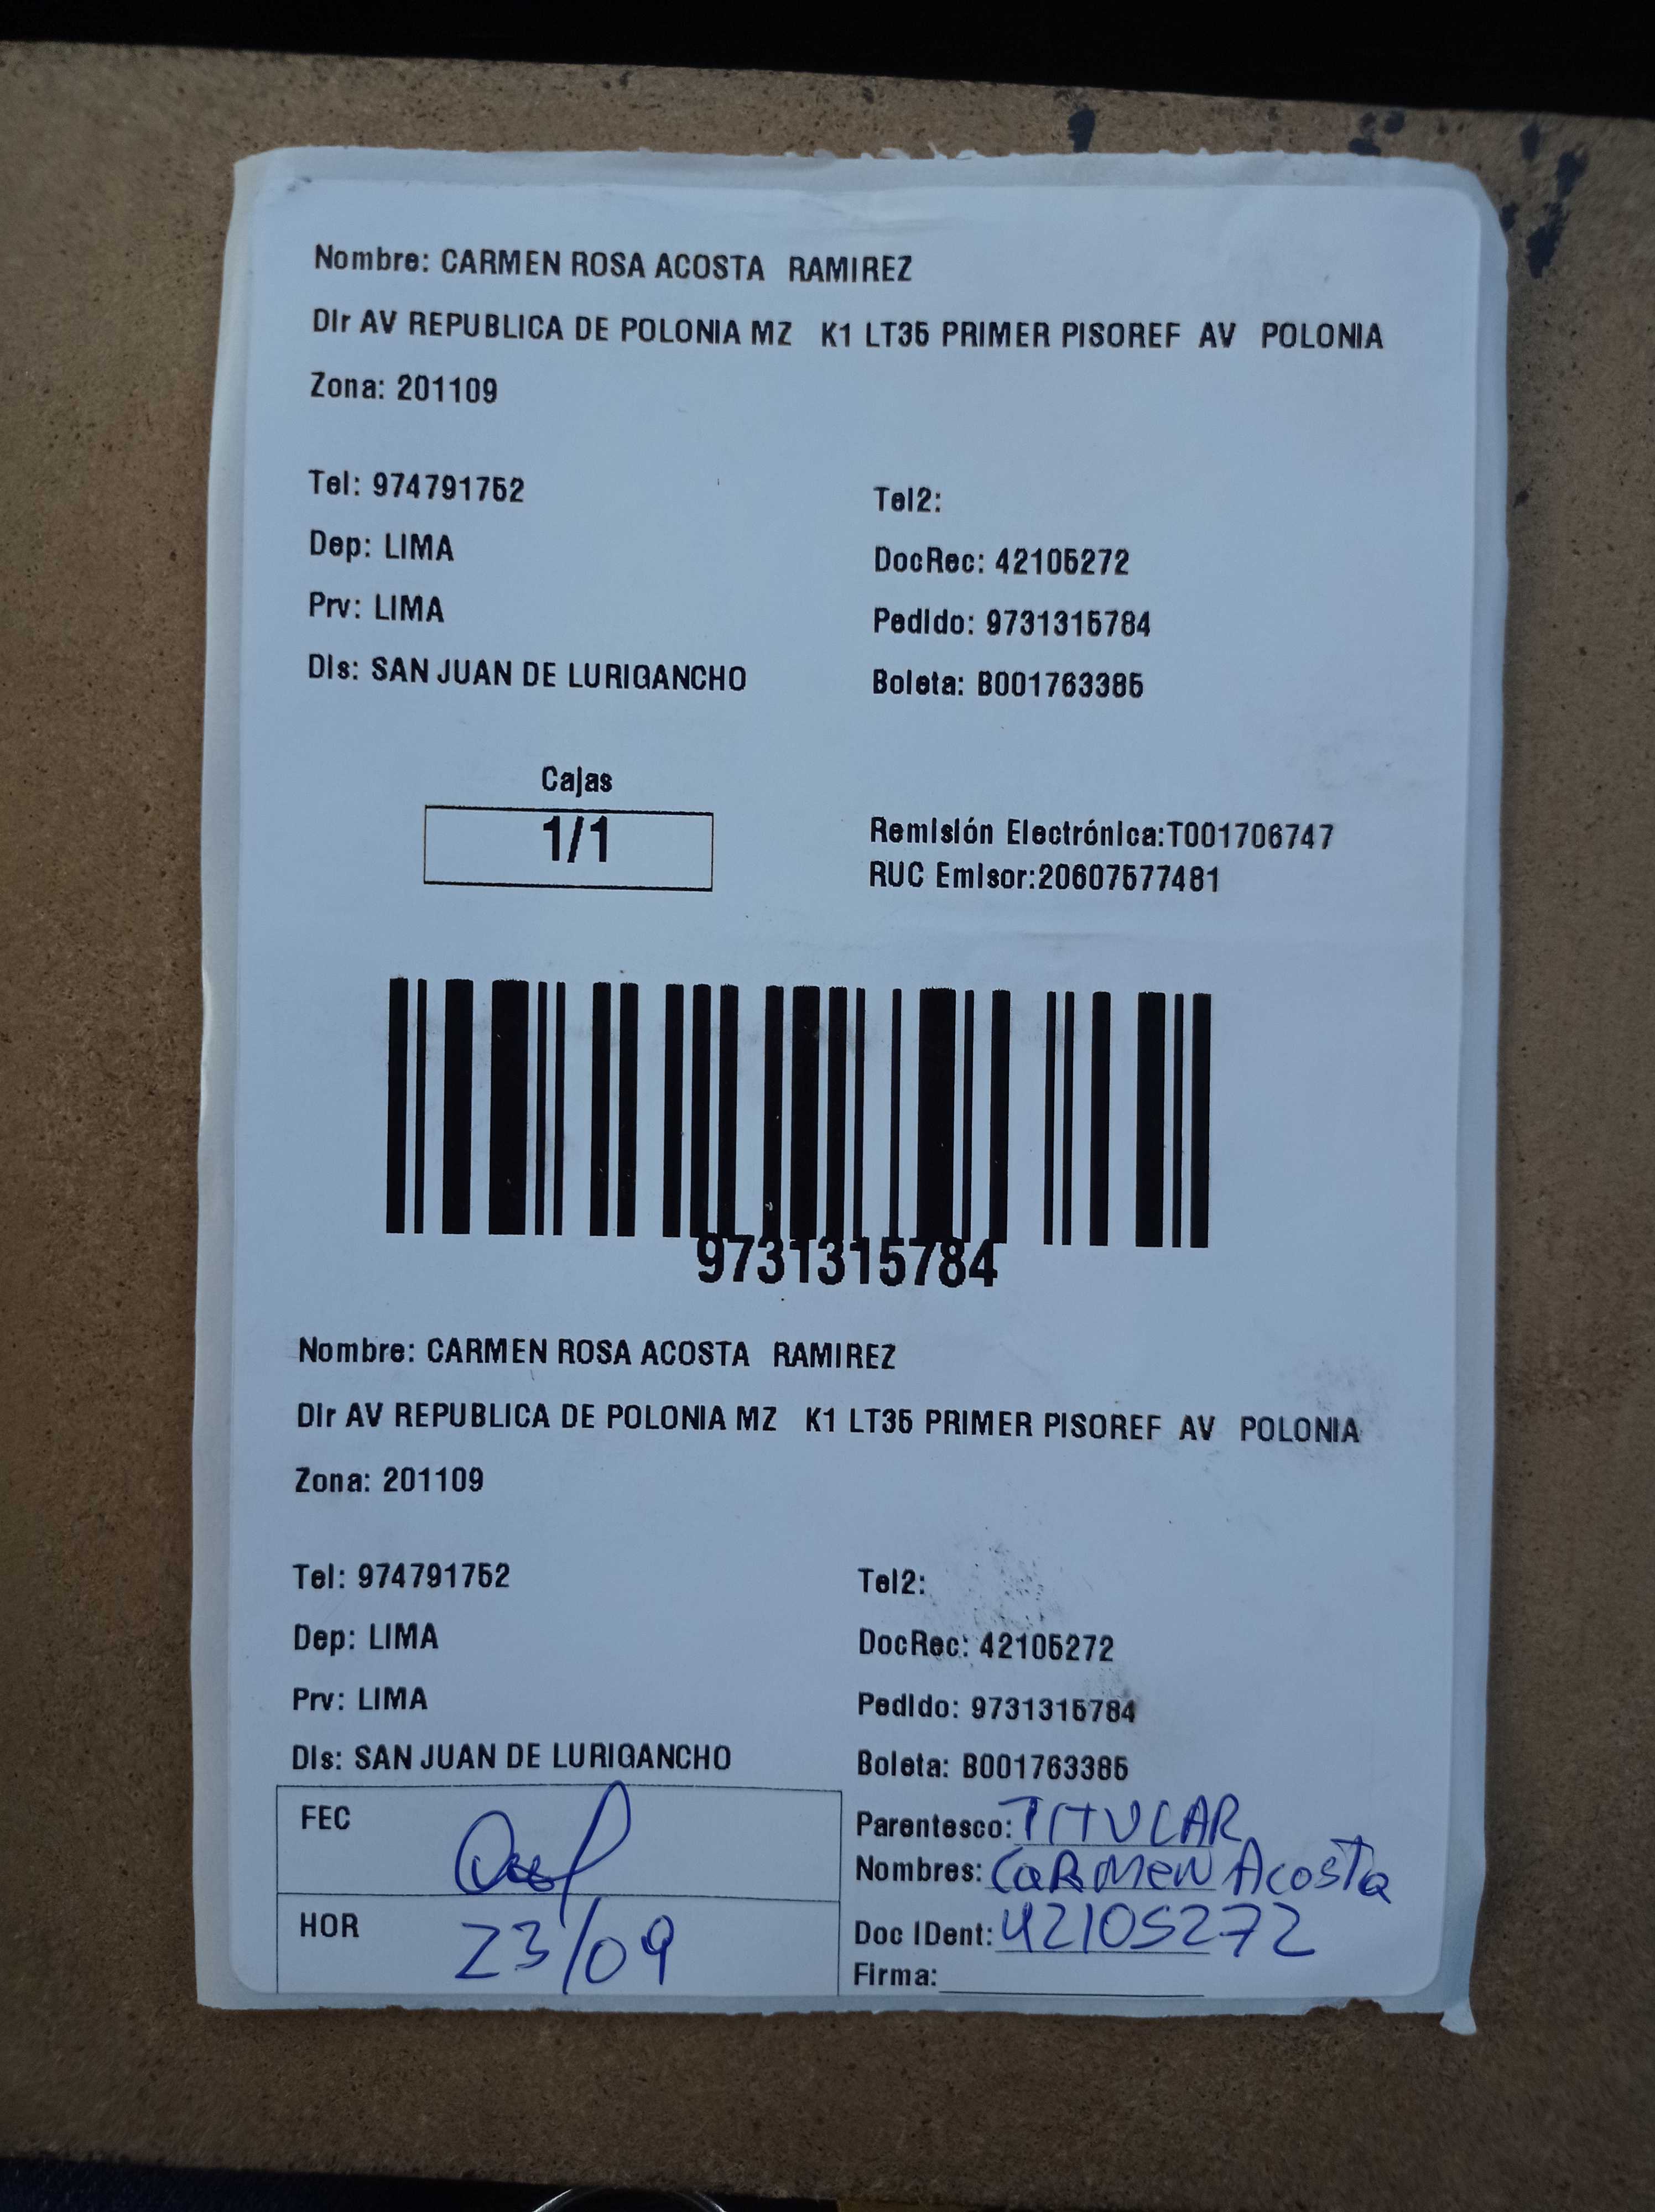 Nombre: CARMEN ROSA ACOSTA RAMIREZ
Dir AV REPUBLICA DE POLONIA MZ K1 LT35 PRIMER PISOREF AV POLONIA
Zona: 201109
Tel: 974791752
Tel2:
Dep: LIMA
DocRec: 42105272
Prv: LIMA
Pedido: 9731315784
Dis: SAN JUAN DE LURIGANCHO
Boleta: B001763385
Cajas
1/1
Remisión Electrónica:T001706747
RUC Emisor:20607577481
9731315784
Nombre: CARMEN ROSA ACOSTA RAMIREZ
Dir AV REPUBLICA DE POLONIA MZ K1 LT35 PRIMER PISOREF AV POLONIA
Zona: 201109
Tel: 974791752
Tel2:
Dep: LIMA
DocRec: 42105272
Prv: LIMA
Pedido: 9731315784
Dis: SAN JUAN DE LURIGANCHO
Boleta: B001763385
FEC
Parentesco: TITULAR
Nombres: CaRMeN AcosTa
HOR 23/09
Doc IDent: 42105272
Firma: